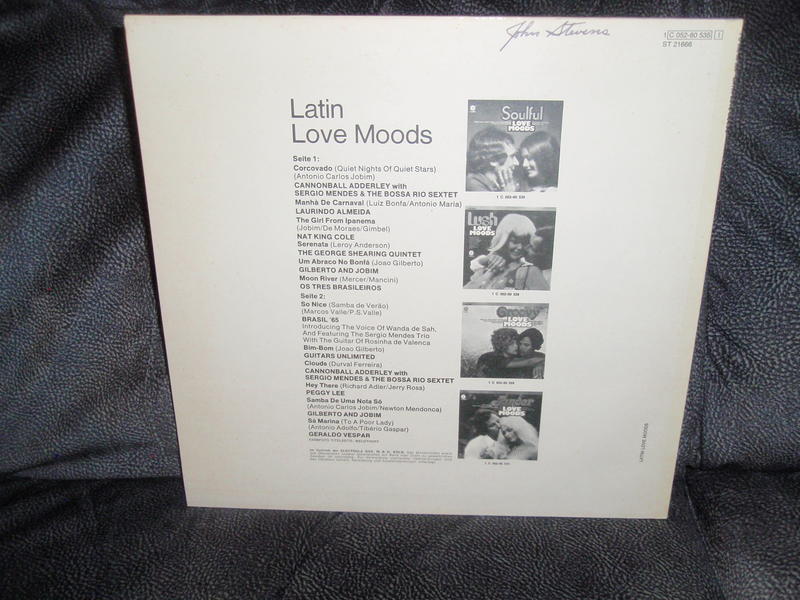 John Stevens
1 C 052-80 535 I
ST 21666
Latin
Love Moods
Seite 1:
Corcovado (Quiet Nights Of Quiet Stars)
(Antonio Carlos Jobim)
CANNONBALL ADDERLEY with
SERGIO MENDES & THE BOSSA RIO SEXTET
Manhà De Carnaval (Luiz Bonfa/Antonio Maria)
LAURINDO ALMEIDA
The Girl From Ipanema
(Jobim/De Moraes/Gimbel)
NAT KING COLE
Serenata (Leroy Anderson)
THE GEORGE SHEARING QUINTET
Um Abraco No Bonfá (Joao Gilberto)
GILBERTO AND JOBIM
Moon River (Mercer/Mancini)
OS TRES BRASILEIROS
Seite 2:
So Nice (Samba de Verão)
(Marcos Valle/P.S.Valle)
BRASIL '65
Introducing The Voice Of Wanda de Sah,
And Featuring The Sergio Mendes Trio
With The Guitar Of Rosinha de Valenca
Bim-Bom (Joao Gilberto)
GUITARS UNLIMITED
Clouds (Durval Ferreira)
CANNONBALL ADDERLEY with
SERGIO MENDES & THE BOSSA RIO SEXTET
Hey There (Richard Adler/Jerry Ross)
PEGGY LEE
Samba De Uma Nota Só
(Antonio Carlos Jobim/Newton Mendonca)
GILBERTO AND JOBIM
Sà Marina (To A Poor Lady)
(Antonio Adolfo/Tibério Gaspar)
GERALDO VESPAR
Soulful
LOVE
MOODS
Lush
LOVE
MOODS
LOVE
MOODS
Tender
LOVE
MOODS
LATIN LOVE MOODS